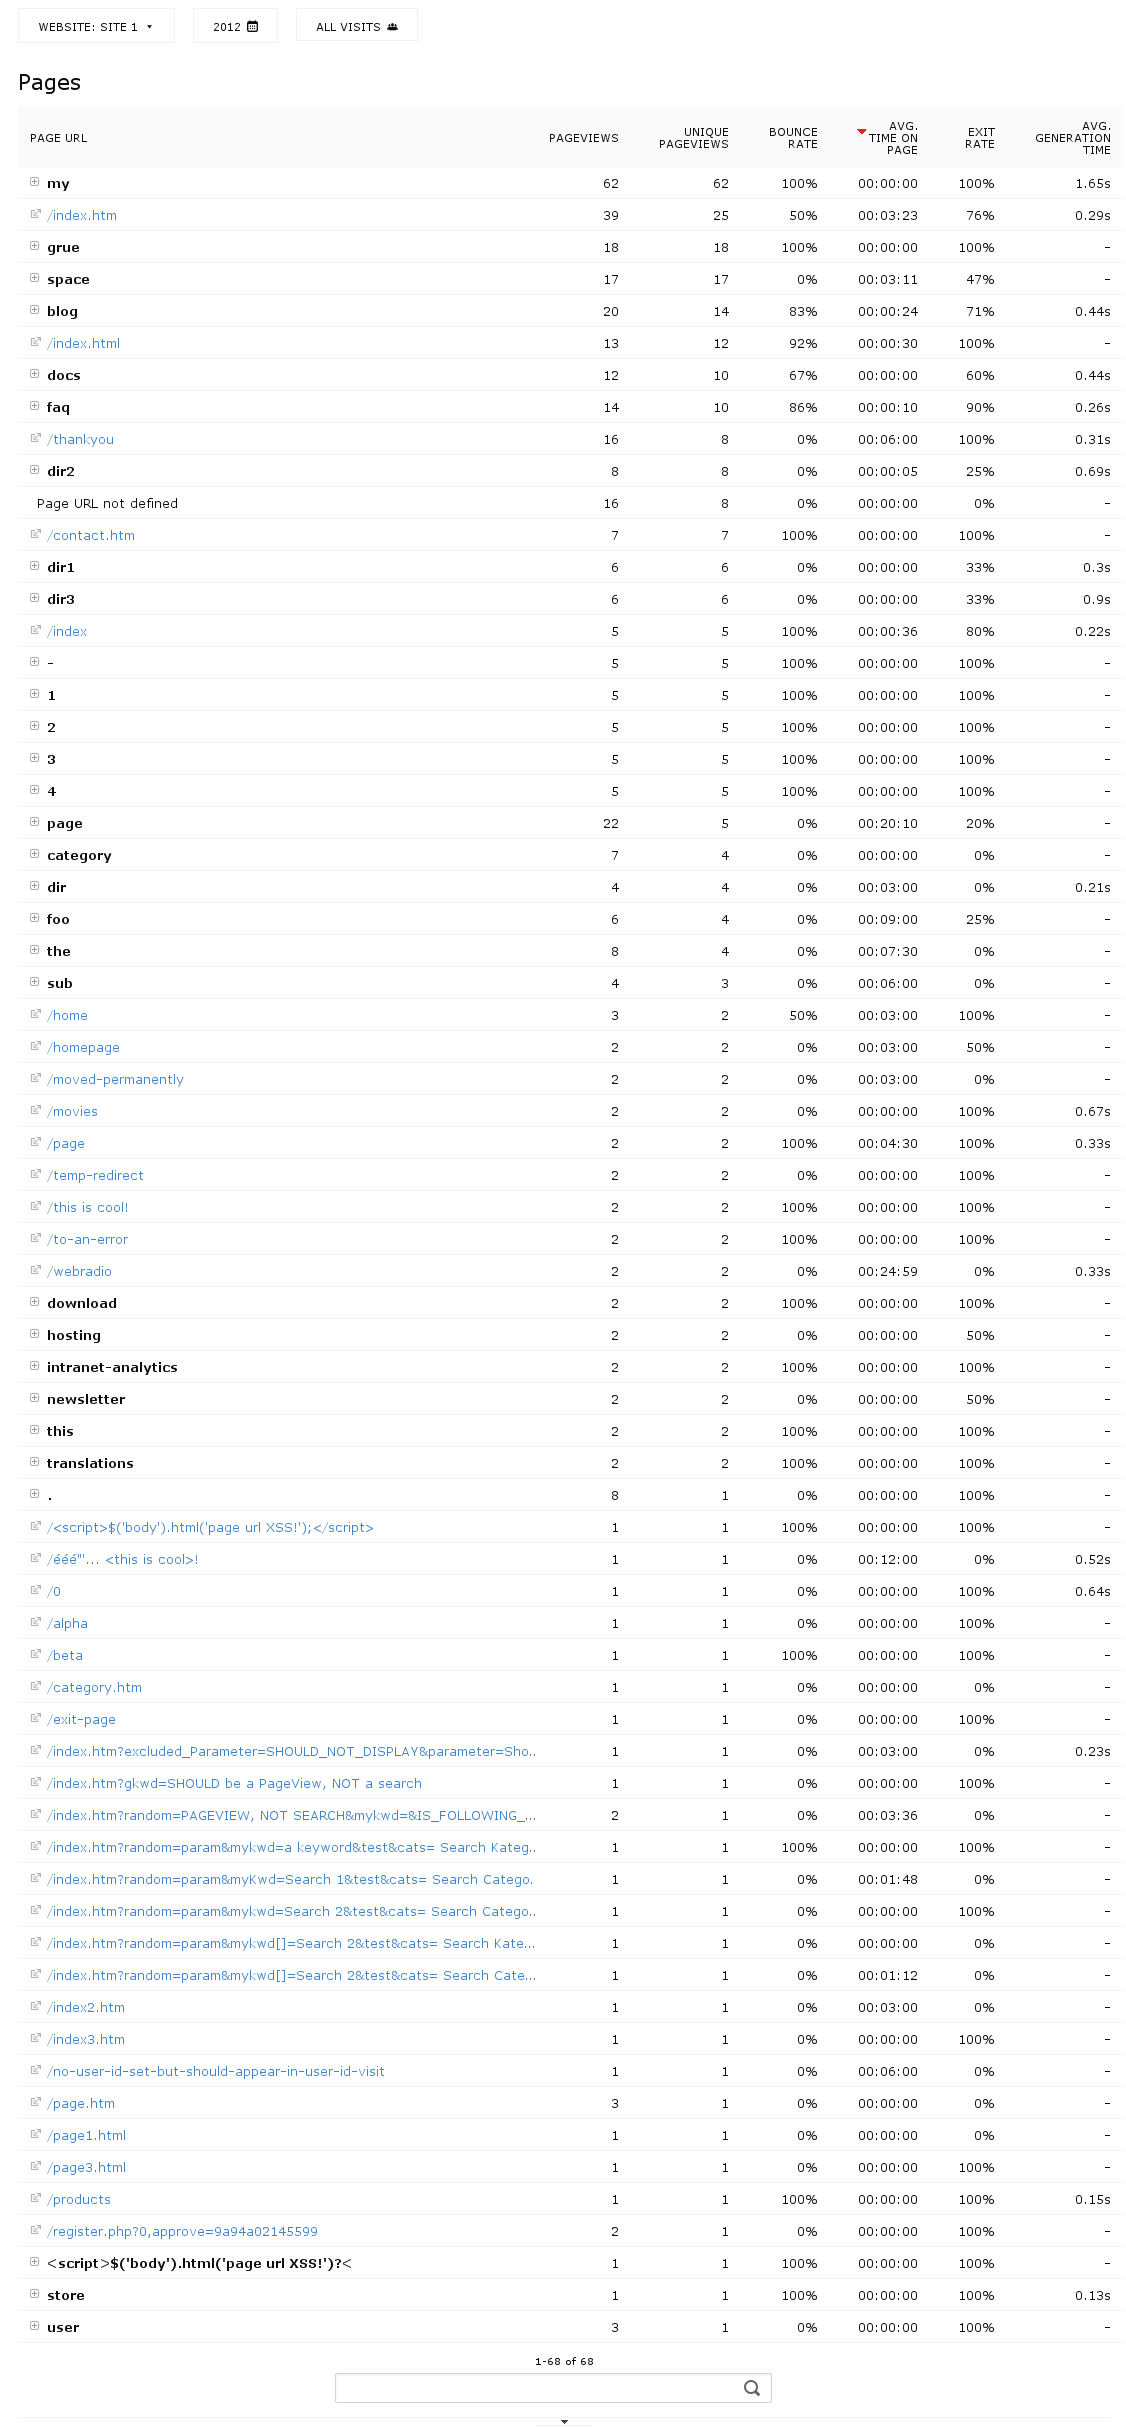 WEBSITE: SITE 1 2012 ALL VISITS
Pages
PAGE URL PAGEVIEWS UNIQUE PAGEVIEWS BOUNCE RATE AVG. TIME ON PAGE EXIT RATE AVG. GENERATION TIME
my 62 62 100% 00:00:00 100% 1.65s
/index.htm 39 25 50% 00:03:23 76% 0.29s
grue 18 18 100% 00:00:00 100% -
space 17 17 0% 00:03:11 47% -
blog 20 14 83% 00:00:24 71% 0.44s
/index.html 13 12 92% 00:00:30 100% -
docs 12 10 67% 00:00:00 60% 0.44s
faq 14 10 86% 00:00:10 90% 0.26s
/thankyou 16 8 0% 00:06:00 100% 0.31s
dir2 8 8 0% 00:00:05 25% 0.69s
Page URL not defined 16 8 0% 00:00:00 0% -
/contact.htm 7 7 100% 00:00:00 100% -
dir1 6 6 0% 00:00:00 33% 0.3s
dir3 6 6 0% 00:00:00 33% 0.9s
/index 5 5 100% 00:00:36 80% 0.22s
- 5 5 100% 00:00:00 100% -
1 5 5 100% 00:00:00 100% -
2 5 5 100% 00:00:00 100% -
3 5 5 100% 00:00:00 100% -
4 5 5 100% 00:00:00 100% -
page 22 5 0% 00:20:10 20% -
category 7 4 0% 00:00:00 0% -
dir 4 4 0% 00:03:00 0% 0.21s
foo 6 4 0% 00:09:00 25% -
the 8 4 0% 00:07:30 0% -
sub 4 3 0% 00:06:00 0% -
/home 3 2 50% 00:03:00 100% -
/homepage 2 2 0% 00:03:00 50% -
/moved-permanently 2 2 0% 00:03:00 0% -
/movies 2 2 0% 00:00:00 100% 0.67s
/page 2 2 100% 00:04:30 100% 0.33s
/temp-redirect 2 2 0% 00:00:00 100% -
/this is cool! 2 2 100% 00:00:00 100% -
/to-an-error 2 2 100% 00:00:00 100% -
/webradio 2 2 0% 00:24:59 0% 0.33s
download 2 2 100% 00:00:00 100% -
hosting 2 2 0% 00:00:00 50% -
intranet-analytics 2 2 100% 00:00:00 100% -
newsletter 2 2 0% 00:00:00 50% -
this 2 2 100% 00:00:00 100% -
translations 2 2 100% 00:00:00 100% -
. 8 1 0% 00:00:00 100% -
/<script>$('body').html('page url XSS!');</script> 1 1 100% 00:00:00 100% -
/ééé'"... <this is cool>! 1 1 0% 00:12:00 0% 0.52s
/0 1 1 0% 00:00:00 100% 0.64s
/alpha 1 1 0% 00:00:00 100% -
/beta 1 1 100% 00:00:00 100% -
/category.htm 1 1 0% 00:00:00 0% -
/exit-page 1 1 0% 00:00:00 100% -
/index.htm?excluded_Parameter=SHOULD_NOT_DISPLAY&parameter=Sho.. 1 1 0% 00:03:00 0% 0.23s
/index.htm?gkwd=SHOULD be a PageView, NOT a search 1 1 0% 00:00:00 100% -
/index.htm?random=PAGEVIEW, NOT SEARCH&mykwd=&IS_FOLLOWING_... 2 1 0% 00:03:36 0% -
/index.htm?random=param&mykwd=a keyword&test&cats= Search Kateg.. 1 1 100% 00:00:00 100% -
/index.htm?random=param&myKwd=Search 1&test&cats= Search Catego. 1 1 0% 00:01:48 0% -
/index.htm?random=param&mykwd=Search 2&test&cats= Search Catego.. 1 1 0% 00:00:00 100% -
/index.htm?random=param&mykwd[]=Search 2&test&cats= Search Kate... 1 1 0% 00:00:00 0% -
/index.htm?random=param&mykwd[]=Search 2&test&cats= Search Cate... 1 1 0% 00:01:12 0% -
/index2.htm 1 1 0% 00:03:00 0% -
/index3.htm 1 1 0% 00:00:00 100% -
/no-user-id-set-but-should-appear-in-user-id-visit 1 1 0% 00:06:00 0% -
/page.htm 3 1 0% 00:00:00 0% -
/page1.html 1 1 0% 00:00:00 0% -
/page3.html 1 1 0% 00:00:00 100% -
/products 1 1 100% 00:00:00 100% 0.15s
/register.php?0,approve=9a94a02145599 2 1 0% 00:00:00 100% -
<script>$('body').html('page url XSS!')?< 1 1 100% 00:00:00 100% -
store 1 1 100% 00:00:00 100% 0.13s
user 3 1 0% 00:00:00 100% -
1-68 of 68